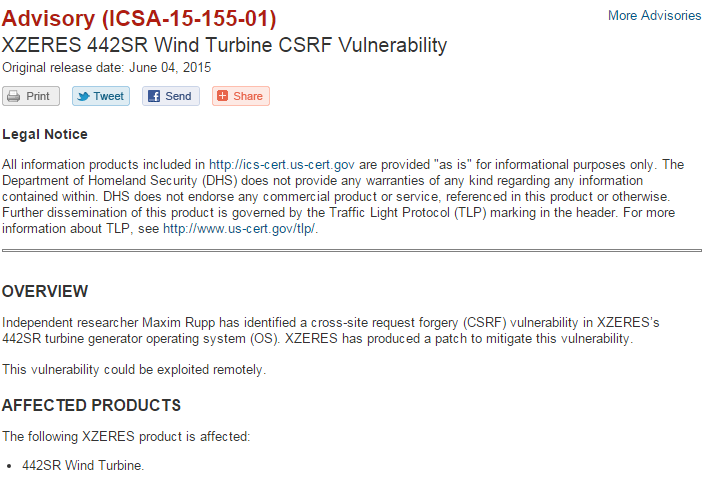 Advisory (ICSA-15-155-01)
More Advisories
XZERES 442SR Wind Turbine CSRF Vulnerability
Original release date: June 04, 2015
Print
Tweet
Send
Share
Legal Notice
All information products included in http://ics-cert.us-cert.gov are provided "as is" for informational purposes only. The
Department of Homeland Security (DHS) does not provide any warranties of any kind regarding any information
contained within. DHS does not endorse any commercial product or service, referenced in this product or otherwise.
Further dissemination of this product is governed by the Traffic Light Protocol (TLP) marking in the header. For more
information about TLP, see http://www.us-cert.gov/tlp/.
OVERVIEW
Independent researcher Maxim Rupp has identified a cross-site request forgery (CSRF) vulnerability in XZERES’s
442SR turbine generator operating system (OS). XZERES has produced a patch to mitigate this vulnerability.
This vulnerability could be exploited remotely.
AFFECTED PRODUCTS
The following XZERES product is affected:
• 442SR Wind Turbine.